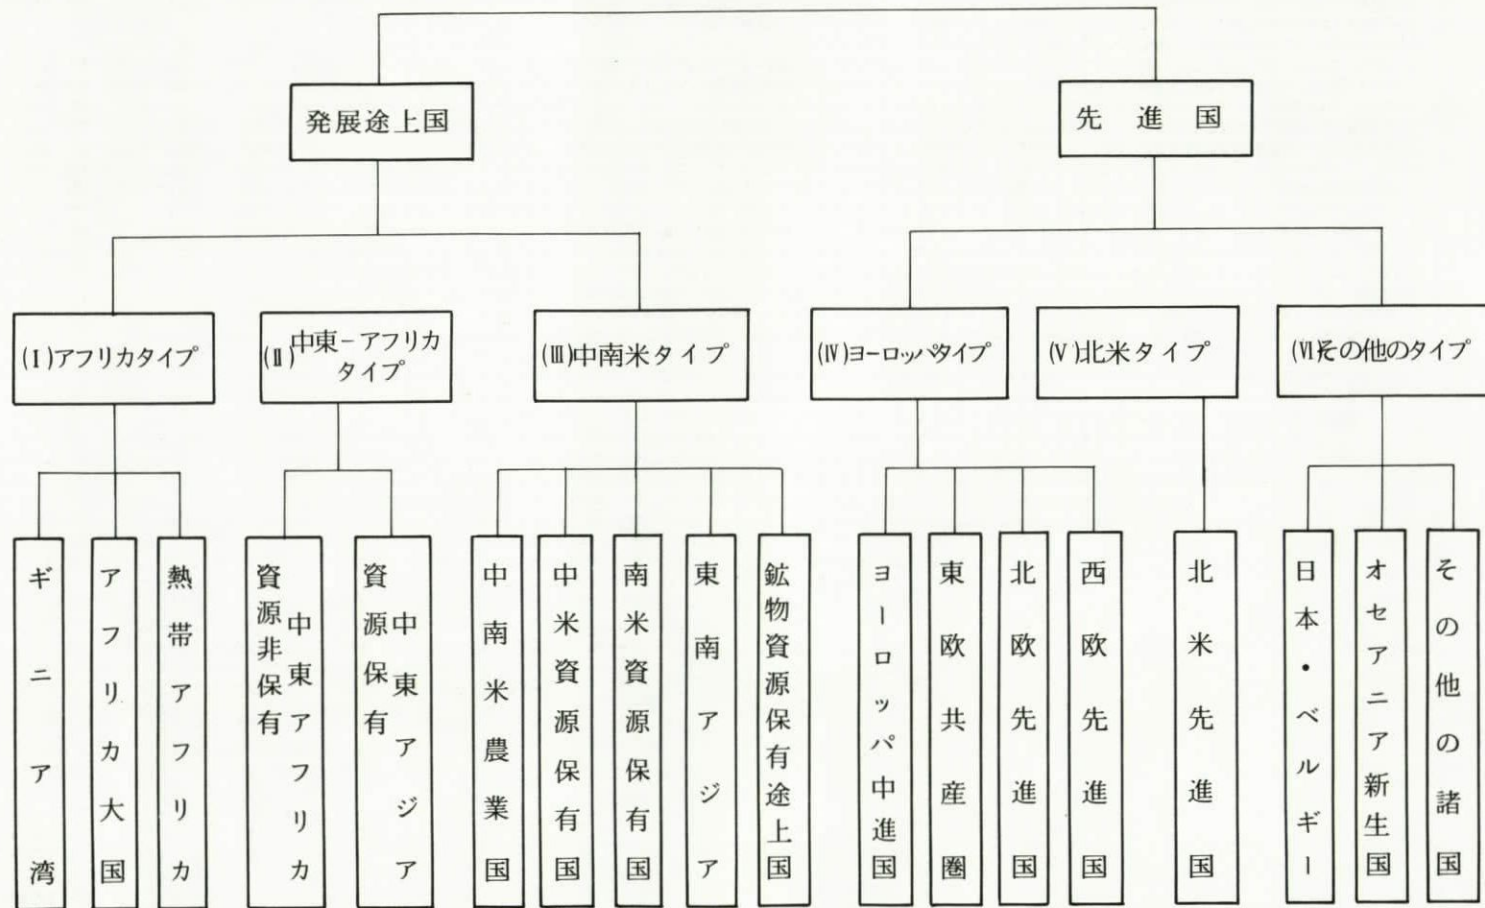 発展途上国
先進国
(Ⅰ)アフリカタイプ
(Ⅱ)中東-アフリカ
タイプ
(Ⅲ)中南米タイプ
(Ⅳ)ヨーロッパタイプ
(Ⅴ)北米タイプ
(Ⅵ)その他のタイプ
ギニア湾
アフリカ大国
熱帯アフリカ
資源非保有
中東アフリカ
資源保有
中東アジア
中南米農業国
中米資源保有国
南米資源保有国
東南アジア
鉱物資源保有途上国
ヨーロッパ中進国
東欧共産圏
北欧先進国
西欧先進国
北米先進国
日本・ベルギー
オセアニア新生国
その他の諸国